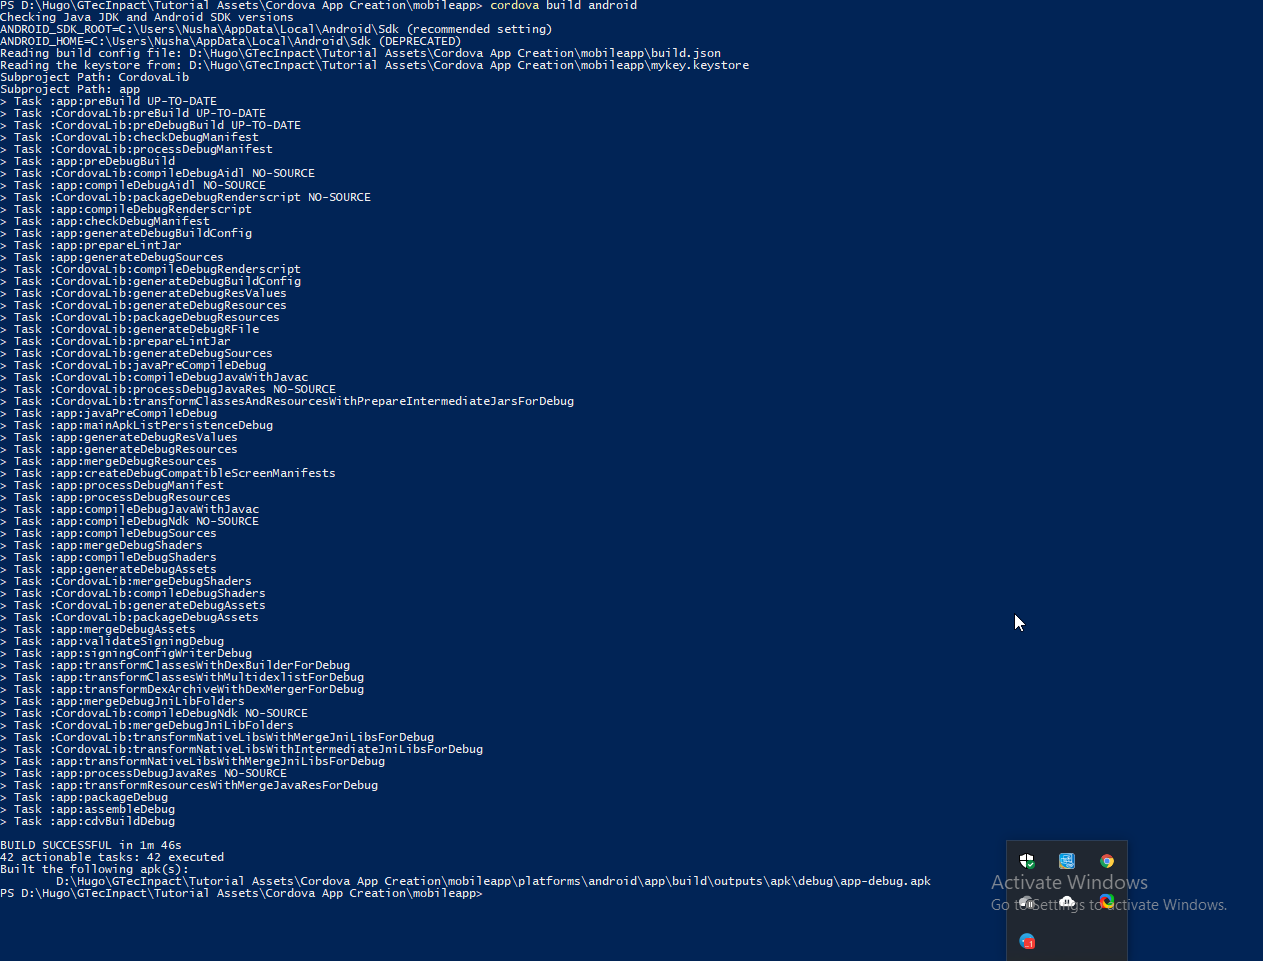 PS D:\Hugo\GTecInpact\Tutorial Assets\Cordova App Creation\mobileapp> cordova build android
Checking Java JDK and Android SDK versions
ANDROID_SDK_ROOT=C:\Users\Nusha\AppData\Local\Android\Sdk (recommended setting)
ANDROID_HOME=C:\Users\Nusha\AppData\Local\Android\Sdk (DEPRECATED)
Reading build config file: D:\Hugo\GTecInpact\Tutorial Assets\Cordova App Creation\mobileapp\build.json
Reading the keystore from: D:\Hugo\GTecInpact\Tutorial Assets\Cordova App Creation\mobileapp\mykey.keystore
Subproject Path: CordovaLib
Subproject Path: app
> Task :app:preBuild UP-TO-DATE
> Task :CordovaLib:preBuild UP-TO-DATE
> Task :CordovaLib:preDebugBuild UP-TO-DATE
> Task :CordovaLib:checkDebugManifest
> Task :CordovaLib:processDebugManifest
> Task :app:preDebugBuild
> Task :CordovaLib:compileDebugAidl NO-SOURCE
> Task :app:compileDebugAidl NO-SOURCE
> Task :CordovaLib:packageDebugRenderscript NO-SOURCE
> Task :app:compileDebugRenderscript
> Task :app:checkDebugManifest
> Task :app:generateDebugBuildConfig
> Task :app:prepareLintJar
> Task :app:generateDebugSources
> Task :CordovaLib:compileDebugRenderscript
> Task :CordovaLib:generateDebugBuildConfig
> Task :CordovaLib:generateDebugResValues
> Task :CordovaLib:generateDebugResources
> Task :CordovaLib:packageDebugResources
> Task :CordovaLib:generateDebugRFile
> Task :CordovaLib:prepareLintJar
> Task :CordovaLib:generateDebugSources
> Task :CordovaLib:javaPreCompileDebug
> Task :CordovaLib:compileDebugJavaWithJavac
> Task :CordovaLib:processDebugJavaRes NO-SOURCE
> Task :CordovaLib:transformClassesAndResourcesWithPrepareIntermediateJarsForDebug
> Task :app:javaPreCompileDebug
> Task :app:mainApkListPersistenceDebug
> Task :app:generateDebugResValues
> Task :app:generateDebugResources
> Task :app:mergeDebugResources
> Task :app:createDebugCompatibleScreenManifests
> Task :app:processDebugManifest
> Task :app:processDebugResources
> Task :app:compileDebugJavaWithJavac
> Task :app:compileDebugNdk NO-SOURCE
> Task :app:compileDebugSources
> Task :app:mergeDebugShaders
> Task :app:compileDebugShaders
> Task :app:generateDebugAssets
> Task :CordovaLib:mergeDebugShaders
> Task :CordovaLib:compileDebugShaders
> Task :CordovaLib:generateDebugAssets
> Task :CordovaLib:packageDebugAssets
> Task :app:mergeDebugAssets
> Task :app:validateSigningDebug
> Task :app:signingConfigWriterDebug
> Task :app:transformClassesWithDexBuilderForDebug
> Task :app:transformClassesWithMultidexlistForDebug
> Task :app:transformDexArchiveWithDexMergerForDebug
> Task :app:mergeDebugJniLibFolders
> Task :CordovaLib:compileDebugNdk NO-SOURCE
> Task :CordovaLib:mergeDebugJniLibFolders
> Task :CordovaLib:transformNativeLibsWithMergeJniLibsForDebug
> Task :CordovaLib:transformNativeLibsWithIntermediateJniLibsForDebug
> Task :app:transformNativeLibsWithMergeJniLibsForDebug
> Task :app:processDebugJavaRes NO-SOURCE
> Task :app:transformResourcesWithMergeJavaResForDebug
> Task :app:packageDebug
> Task :app:assembleDebug
> Task :app:cdvBuildDebug
BUILD SUCCESSFUL in 1m 46s
42 actionable tasks: 42 executed
Built the following apk(s):
D:\Hugo\GTecInpact\Tutorial Assets\Cordova App Creation\mobileapp\platforms\android\app\build\outputs\apk\debug\app-debug.apk
PS D:\Hugo\GTecInpact\Tutorial Assets\Cordova App Creation\mobileapp>
Activate Windows
Go to Settings to activate Windows.